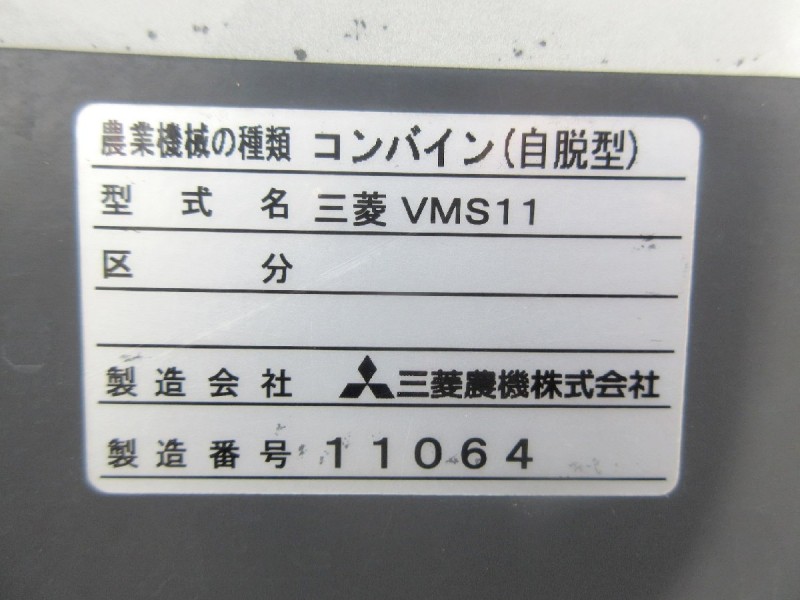 農業機械の種類 コンバイン(自脱型)
型式名 三菱 VMS11
区分
製造会社 三菱農機株式会社
製造番号 11064